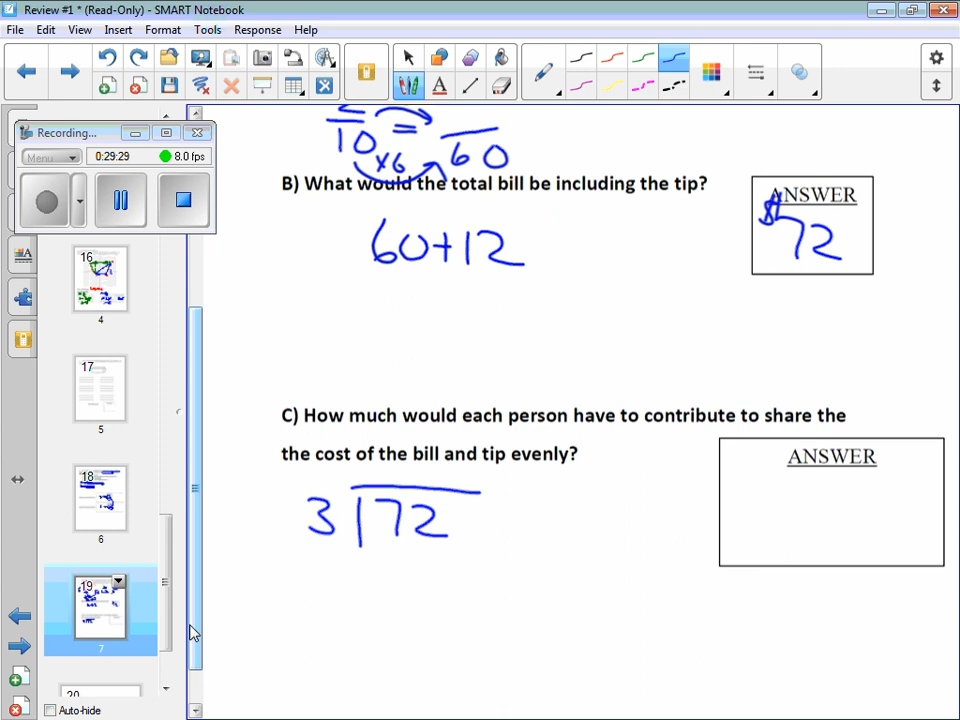 Review #1 * (Read-Only) - SMART Notebook
File Edit View Insert Format Tools Response Help
Recording...
Menu
0:29:29
8.0 fps
10 = 60
×6
B) What would the total bill be including the tip?
ANSWER
$72
60+12
C) How much would each person have to contribute to share the
the cost of the bill and tip evenly?
ANSWER
3 72
16
4
17
5
18
6
19
7
20
Auto-hide